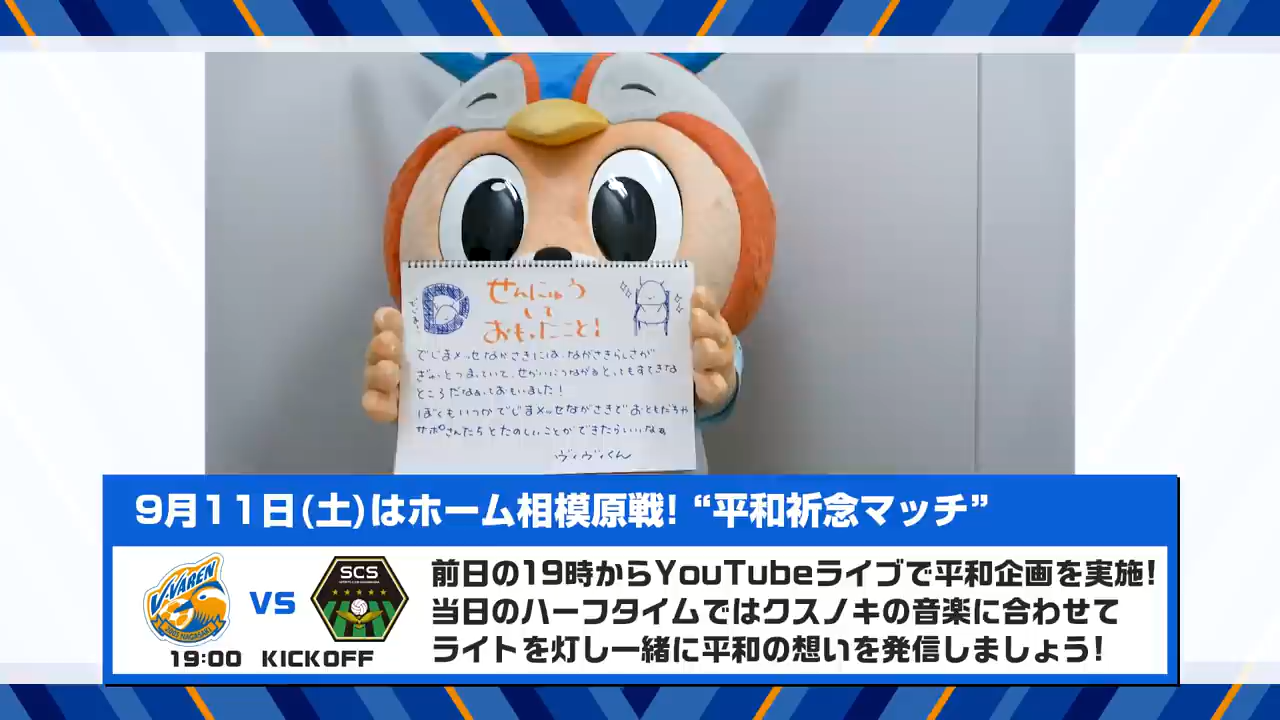 せんにゅう
して
おもったこと!
でじまメッセながさきには、ながさきらしさが
ぎゅっとつまっていて、せかいにつながるとってもすてきな
ところだなぁっておもいました!
ぼくもいつかでじまメッセながさきでおともだちや
サポさんたちとたのしいことができたらいいなぁ
ヴィヴィくん
9月11日(土)はホーム相模原戦! “平和祈念マッチ”
V・VAREN
2005 NAGASAKI
VS
SCS
19:00 KICKOFF
前日の19時からYouTubeライブで平和企画を実施!
当日のハーフタイムではクスノキの音楽に合わせて
ライトを灯し一緒に平和の想いを発信しましょう!